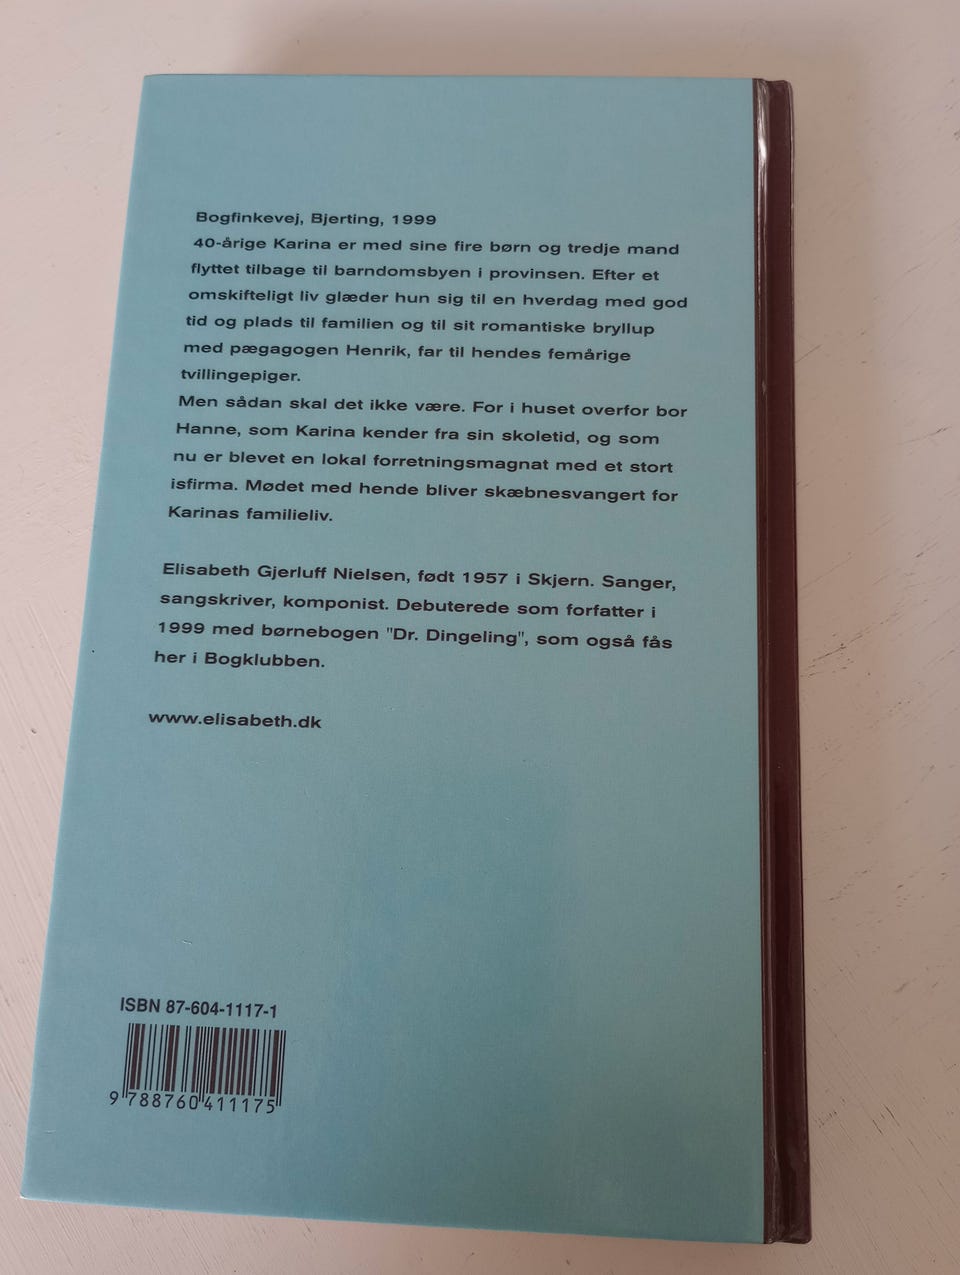 Bogfinkevej, Bjerting, 1999
40-årige Karina er med sine fire børn og tredje mand
flyttet tilbage til barndomsbyen i provinsen. Efter et
omskifteligt liv glæder hun sig til en hverdag med god
tid og plads til familien og til sit romantiske bryllup
med pægagogen Henrik, far til hendes femårige
tvillingepiger.
Men sådan skal det ikke være. For i huset overfor bor
Hanne, som Karina kender fra sin skoletid, og som
nu er blevet en lokal forretningsmagnat med et stort
isfirma. Mødet med hende bliver skæbnesvangert for
Karinas familieliv.
Elisabeth Gjerluff Nielsen, født 1957 i Skjern. Sanger,
sangskriver, komponist. Debuterede som forfatter i
1999 med børnebogen "Dr. Dingeling", som også fås
her i Bogklubben.
www.elisabeth.dk
ISBN 87-604-1117-1
9 788760 411175